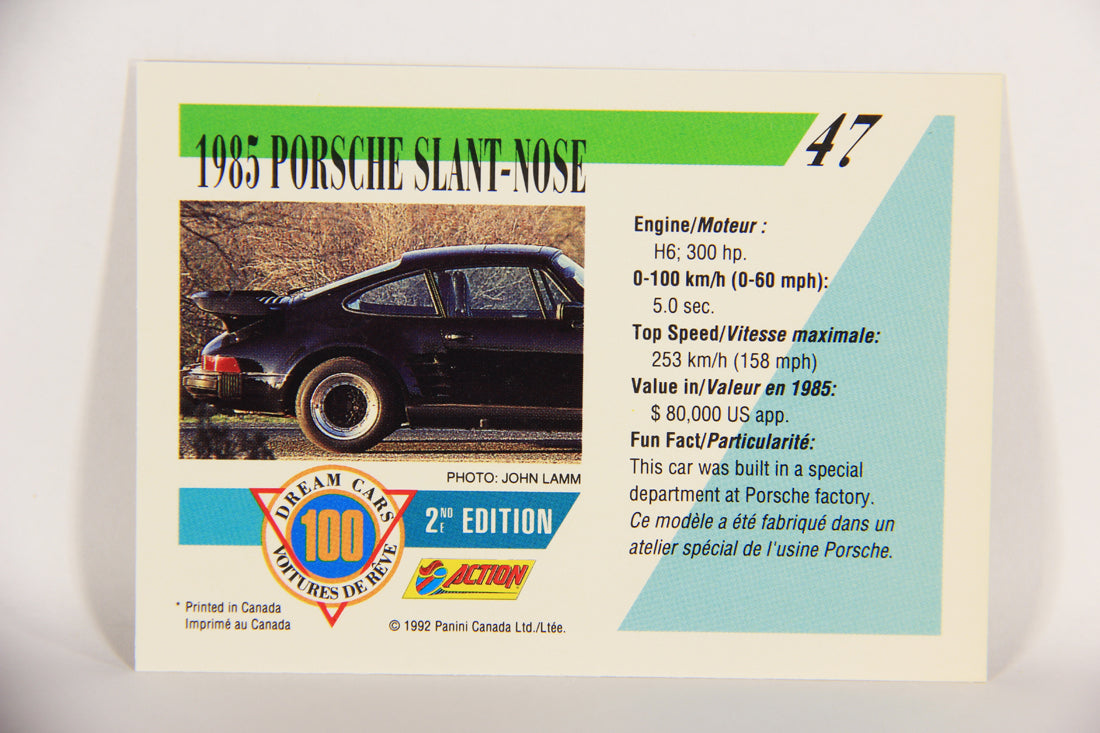 1985 PORSCHE SLANT-NOSE
47
Engine/Moteur :
H6; 300 hp.
0-100 km/h (0-60 mph):
5.0 sec.
Top Speed/Vitesse maximale:
253 km/h (158 mph)
Value in/Valeur en 1985:
$ 80,000 US app.
Fun Fact/Particularité:
This car was built in a special
department at Porsche factory.
Ce modèle a été fabriqué dans un
atelier spécial de l'usine Porsche.
PHOTO: JOHN LAMM
DREAM CARS
100
VOITURES DE RÊVE
2ND E EDITION
ACTION
* Printed in Canada
Imprimé au Canada
© 1992 Panini Canada Ltd./Ltée.